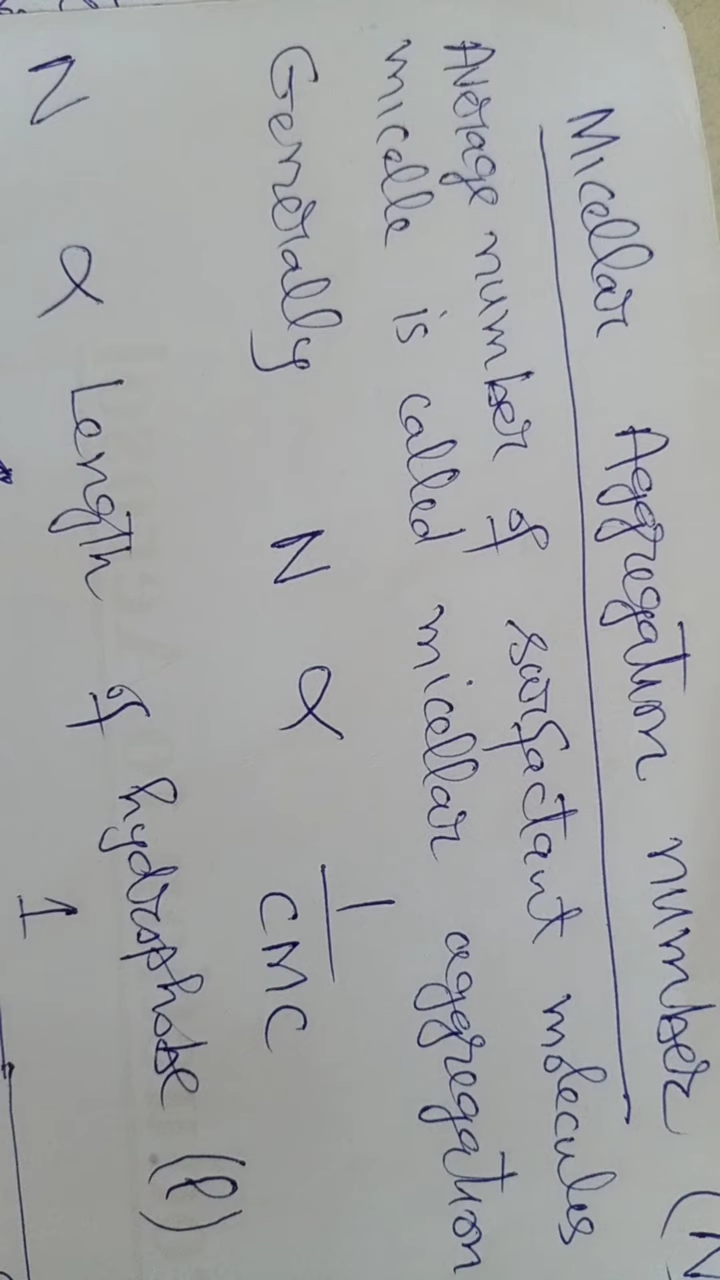 Micellar Aggregation number (N
Average number of surfactant molecules
micelle is called micellar aggregation
Generally N ∝ 1/CMC
N ∝ Length of hydrophobe (l)
1